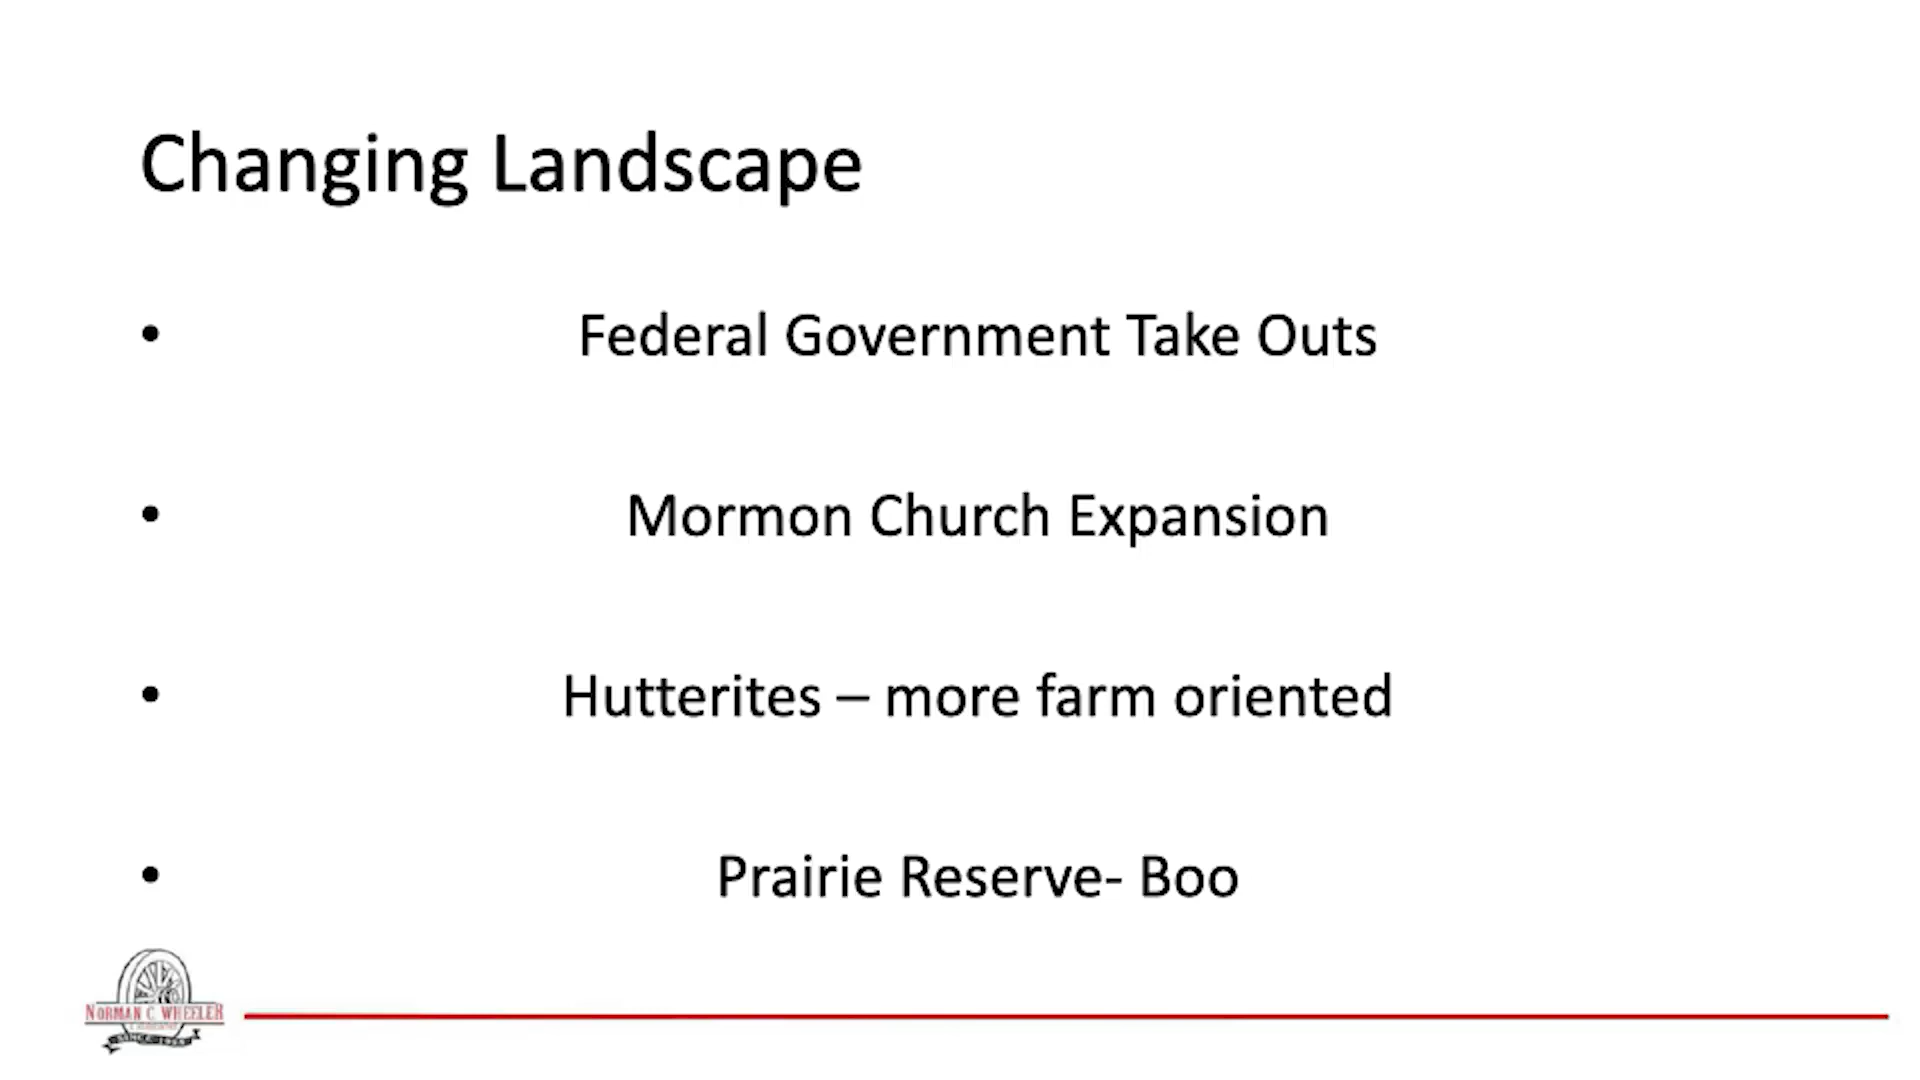 Changing Landscape
• Federal Government Take Outs
• Mormon Church Expansion
• Hutterites – more farm oriented
• Prairie Reserve- Boo
NORMAN C. WHEELER